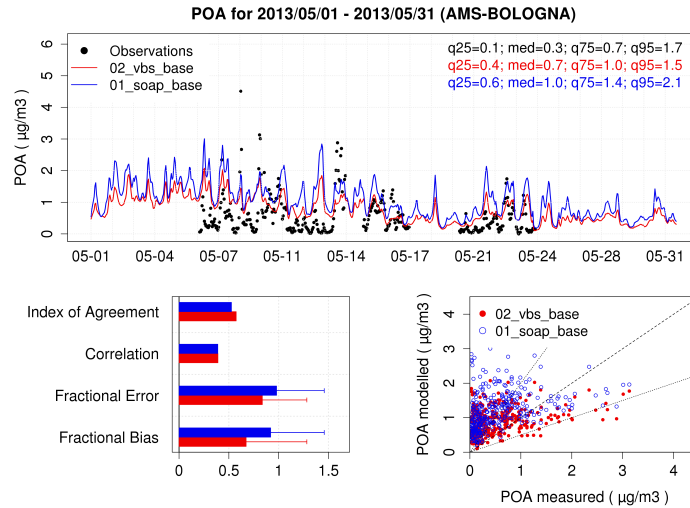 POA for 2013/05/01 - 2013/05/31 (AMS-BOLOGNA)
POA ( µg/m3 )
6
5
4
3
2
1
0
Observations
02_vbs_base
01_soap_base
q25=0.1; med=0.3; q75=0.7; q95=1.7
q25=0.4; med=0.7; q75=1.0; q95=1.5
q25=0.6; med=1.0; q75=1.4; q95=2.1
05-01 05-04 05-07 05-11 05-14 05-17 05-21 05-24 05-28 05-31
Index of Agreement
Correlation
Fractional Error
Fractional Bias
0 0.5 1 1.5
POA modelled ( µg/m3 )
4
3
2
1
0
02_vbs_base
01_soap_base
0 1 2 3 4
POA measured ( µg/m3 )